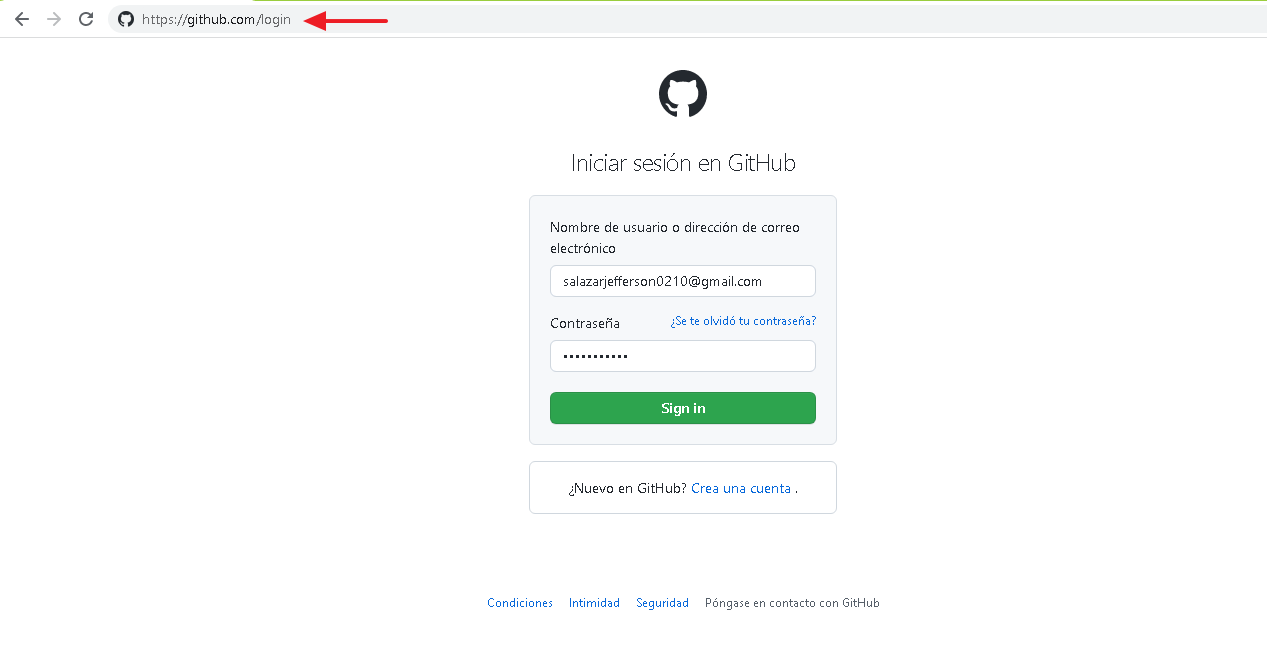 https://github.com/login
Iniciar sesión en GitHub
Nombre de usuario o dirección de correo
electrónico
salazarjefferson0210@gmail.com
Contraseña ¿Se te olvidó tu contraseña?
•••••••••••
Sign in
¿Nuevo en GitHub? Crea una cuenta .
Condiciones Intimidad Seguridad Póngase en contacto con GitHub